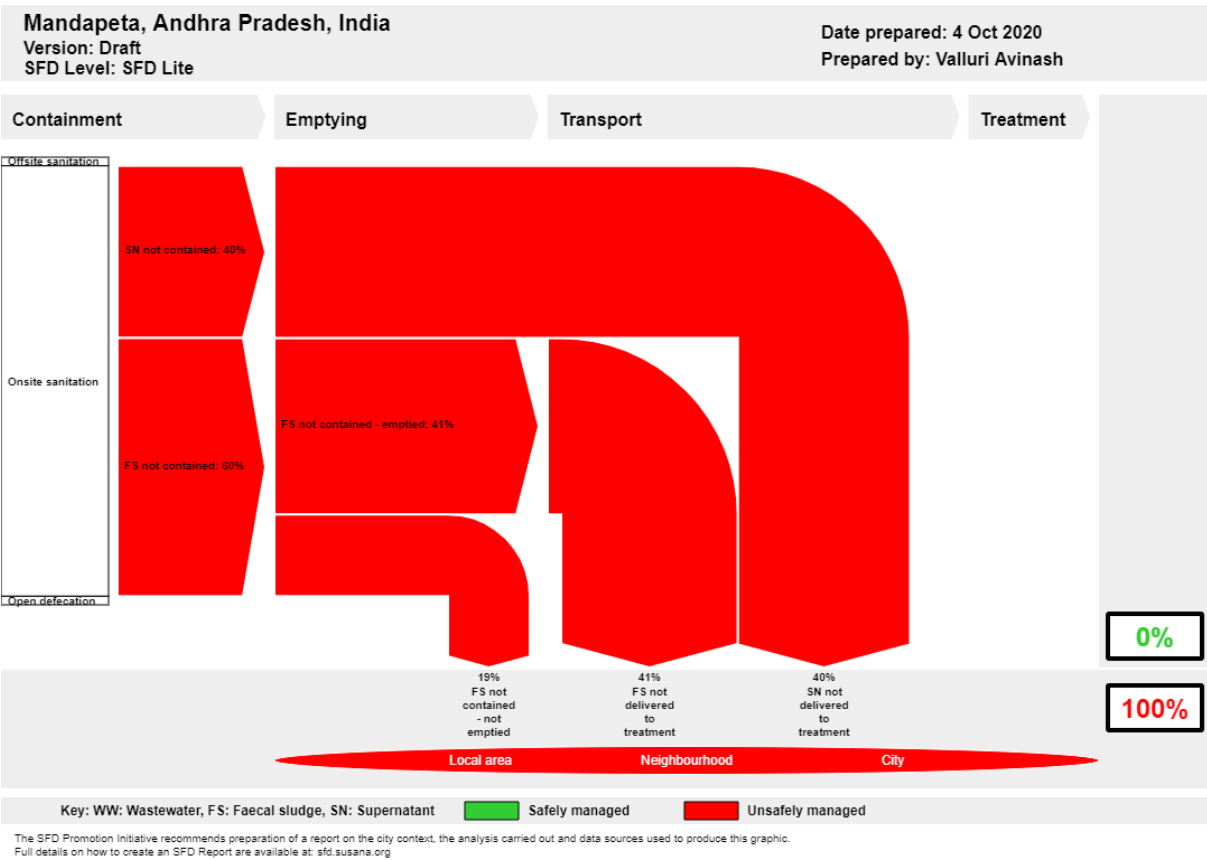 Mandapeta, Andhra Pradesh, India
Version: Draft
SFD Level: SFD Lite
Date prepared: 4 Oct 2020
Prepared by: Valluri Avinash
Containment
Emptying
Transport
Treatment
Offsite sanitation
SN not contained: 40%
Onsite sanitation
FS not contained - emptied: 41%
FS not contained: 60%
Open defecation
0%
19%
FS not
contained
- not
emptied
41%
FS not
delivered
to
treatment
40%
SN not
delivered
to
treatment
100%
Local area
Neighbourhood
City
Key: WW: Wastewater, FS: Faecal sludge, SN: Supernatant
Safely managed
Unsafely managed
The SFD Promotion Initiative recommends preparation of a report on the city context, the analysis carried out and data sources used to produce this graphic.
Full details on how to create an SFD Report are available at: sfd.susana.org